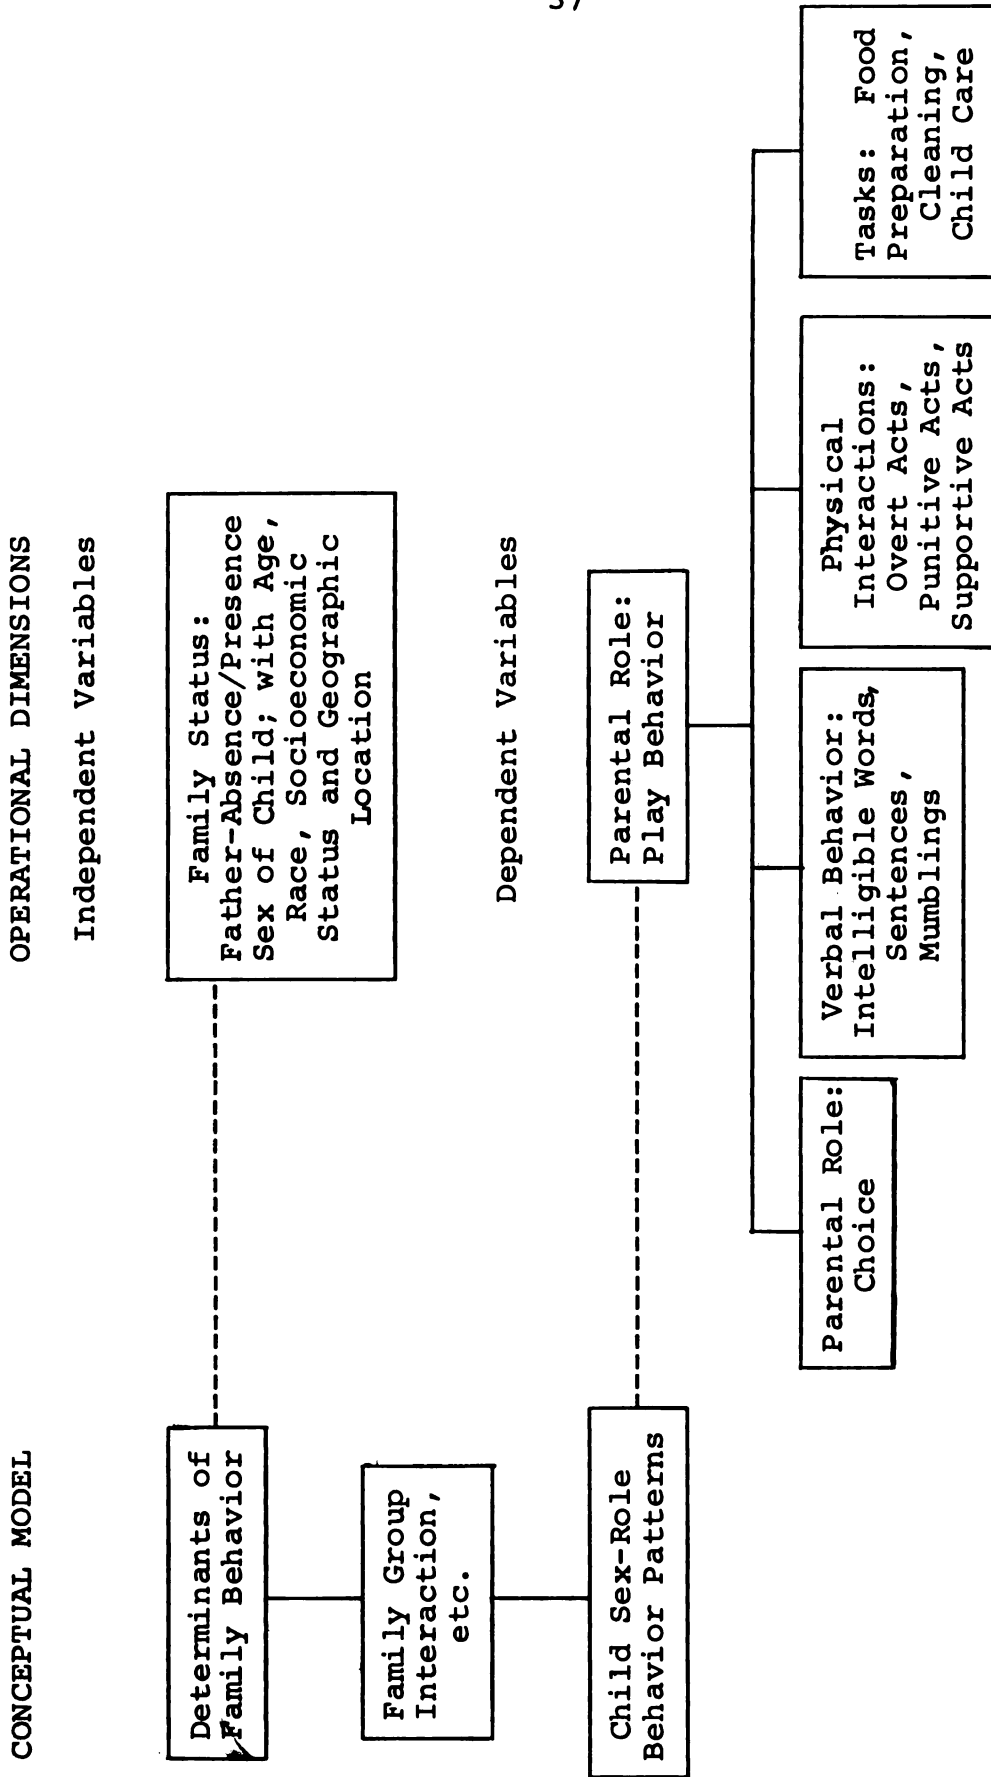 37
CONCEPTUAL MODEL
OPERATIONAL DIMENSIONS
Independent Variables
Determinants of
Family Behavior
Family Status:
Father-Absence/Presence
Sex of Child; with Age,
Race, Socioeconomic
Status and Geographic
Location
Family Group
Interaction,
etc.
Dependent Variables
Child Sex-Role
Behavior Patterns
Parental Role:
Play Behavior
Parental Role:
Choice
Verbal Behavior:
Intelligible Words,
Sentences,
Mumblings
Physical
Interactions:
Overt Acts,
Punitive Acts,
Supportive Acts
Tasks: Food
Preparation,
Cleaning,
Child Care